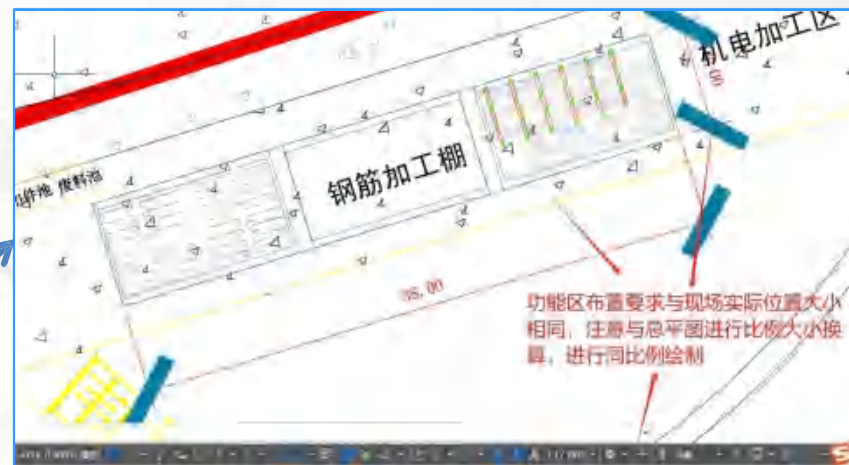 机电加工区
钢筋加工棚
废料池
38.00
功能区布置要求与现场实际位置大小
相同，注意与总平图进行比例大小换
算，进行同比例绘制